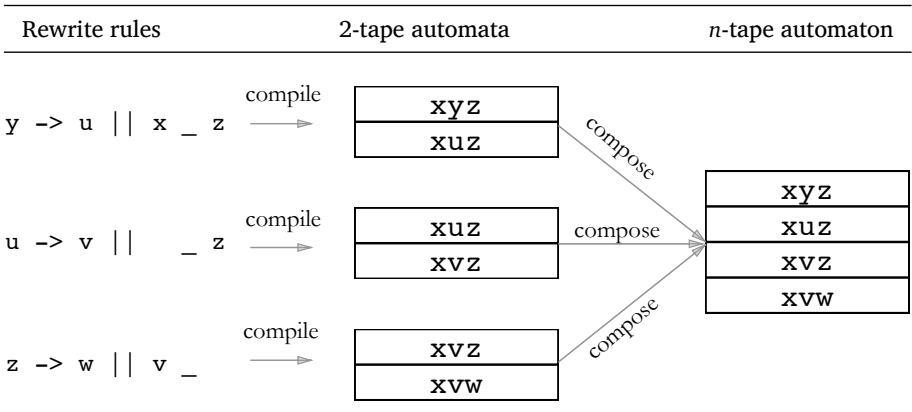 Rewrite rules 2-tape automata n-tape automaton
y -> u || x _ z
compile
xyz
xuz
compose
u -> v || _ z
compile
xuz
xvz
compose
z -> w || v _
compile
xvz
xvw
compose
xyz
xuz
xvz
xvw